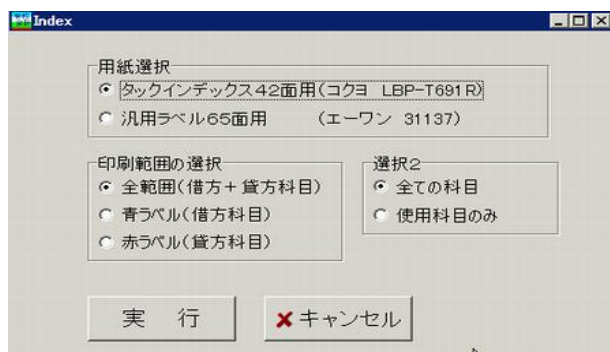 Index
用紙選択
タックインデックス42面用(コクヨ LBP-T691R)
汎用ラベル65面用 (エーワン 31137)
印刷範囲の選択
全範囲(借方+貸方科目)
青ラベル(借方科目)
赤ラベル(貸方科目)
選択2
全ての科目
使用科目のみ
実 行
キャンセル